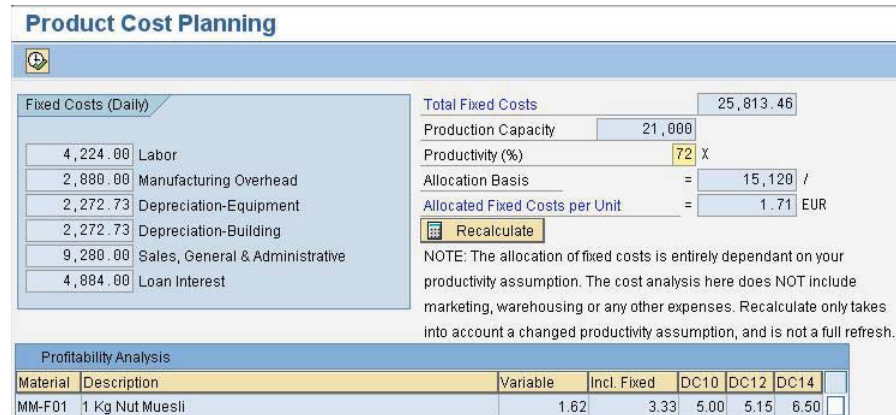 Product Cost Planning
Fixed Costs (Daily)
4,224.00 Labor
2,880.00 Manufacturing Overhead
2,272.73 Depreciation-Equipment
2,272.73 Depreciation-Building
9,280.00 Sales, General & Administrative
4,884.00 Loan Interest
Total Fixed Costs 25,813.46
Production Capacity 21,000
Productivity (%) 72 X
Allocation Basis = 15,120 /
Allocated Fixed Costs per Unit = 1.71 EUR
Recalculate
NOTE: The allocation of fixed costs is entirely dependant on your
productivity assumption. The cost analysis here does NOT include
marketing, warehousing or any other expenses. Recalculate only takes
into account a changed productivity assumption, and is not a full refresh.
Profitability Analysis
Material Description Variable Incl. Fixed DC10 DC12 DC14
MM-F01 1 Kg Nut Muesli 1.62 3.33 5.00 5.15 6.50